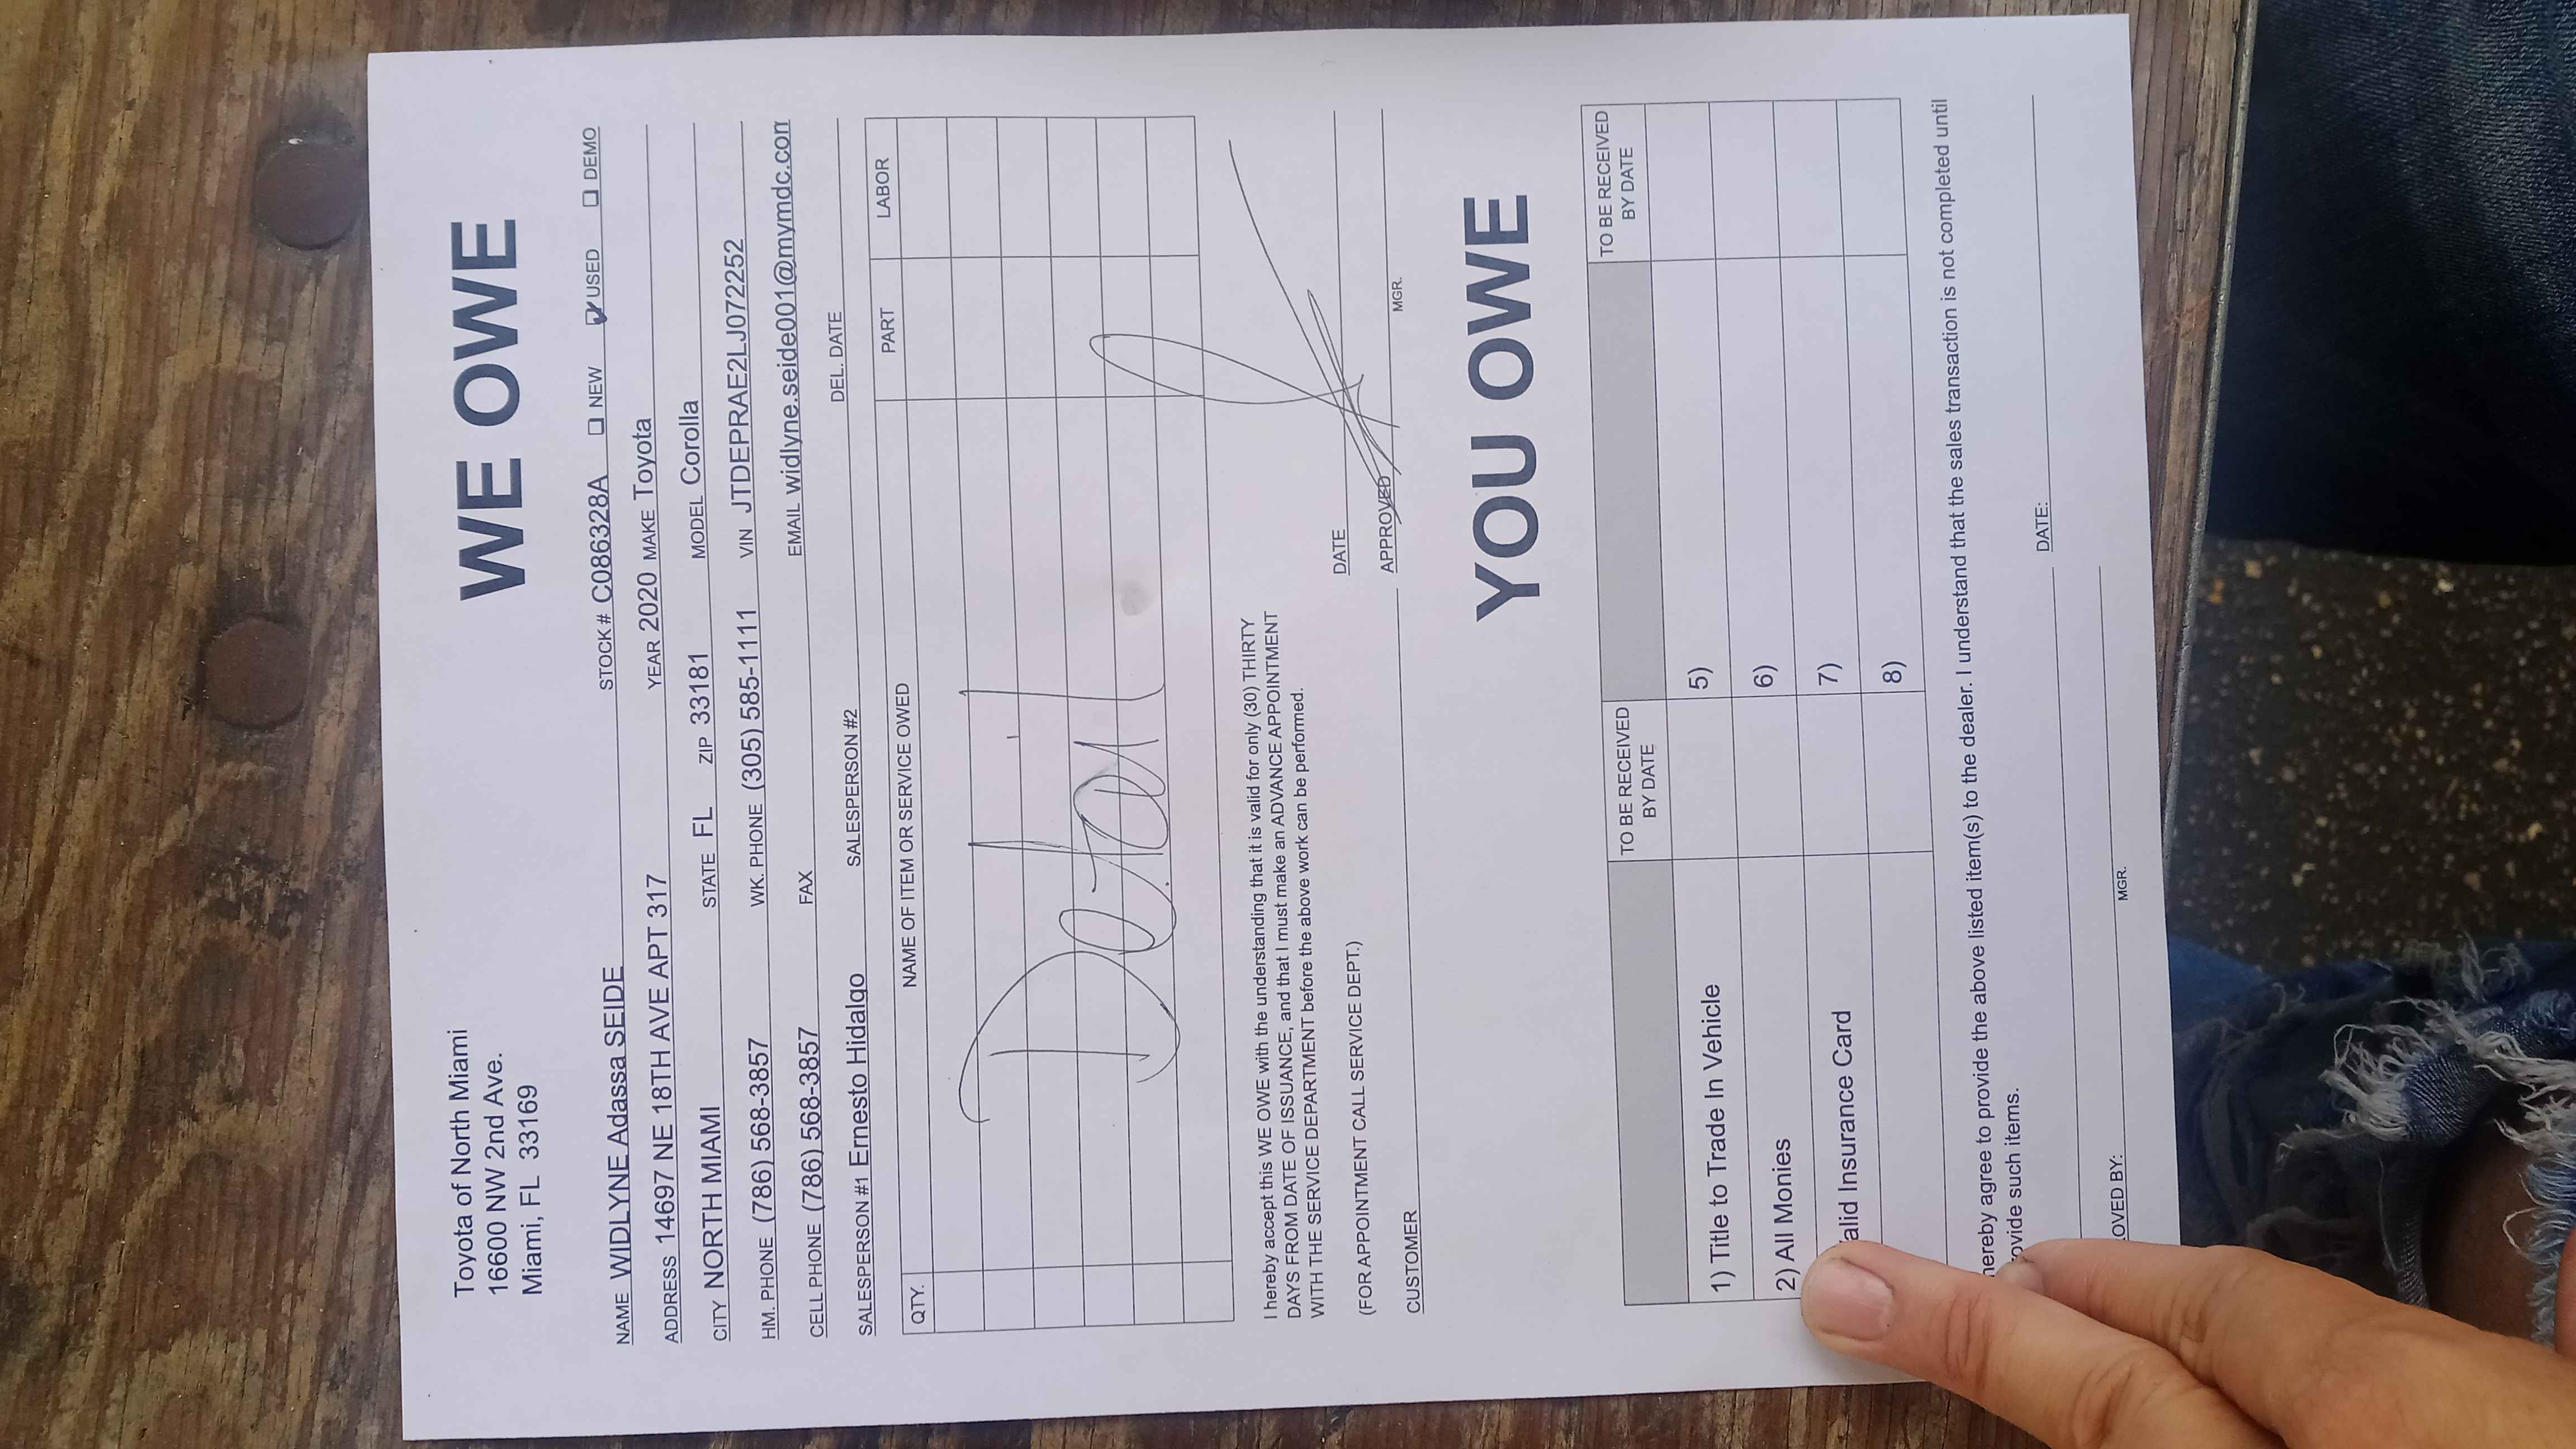 Toyota of North Miami
16600 NW 2nd Ave.
Miami, FL 33169
WE OWE
NAME WIDLYNE Adassa SEIDE STOCK# C086328A NEW USED DEMO
ADDRESS 14697 NE 18TH AVE APT 317 YEAR 2020 MAKE Toyota
CITY NORTH MIAMI STATE FL ZIP 33181 MODEL Corolla
HM. PHONE (786) 568-3857 WK. PHONE (305) 585-1111 VIN JTDEPRAE2LJ072252
CELL PHONE (786) 568-3857 FAX EMAIL widlyne.seide001@mymdc.com
SALESPERSON #1 Ernesto Hidalgo SALESPERSON #2 DEL. DATE
QTY. NAME OF ITEM OR SERVICE OWED PART LABOR
Detail
I hereby accept this WE OWE with the understanding that it is valid for only (30) THIRTY
DAYS FROM DATE OF ISSUANCE, and that I must make an ADVANCE APPOINTMENT
WITH THE SERVICE DEPARTMENT before the above work can be performed.
(FOR APPOINTMENT CALL SERVICE DEPT.)
DATE
CUSTOMER APPROVED
MGR.
YOU OWE
TO BE RECEIVED BY DATE TO BE RECEIVED BY DATE
1) Title to Trade In Vehicle 5)
2) All Monies 6)
alid Insurance Card 7)
8)
hereby agree to provide the above listed item(s) to the dealer. I understand that the sales transaction is not completed until
ovide such items.
DATE:
OVED BY:
MGR.